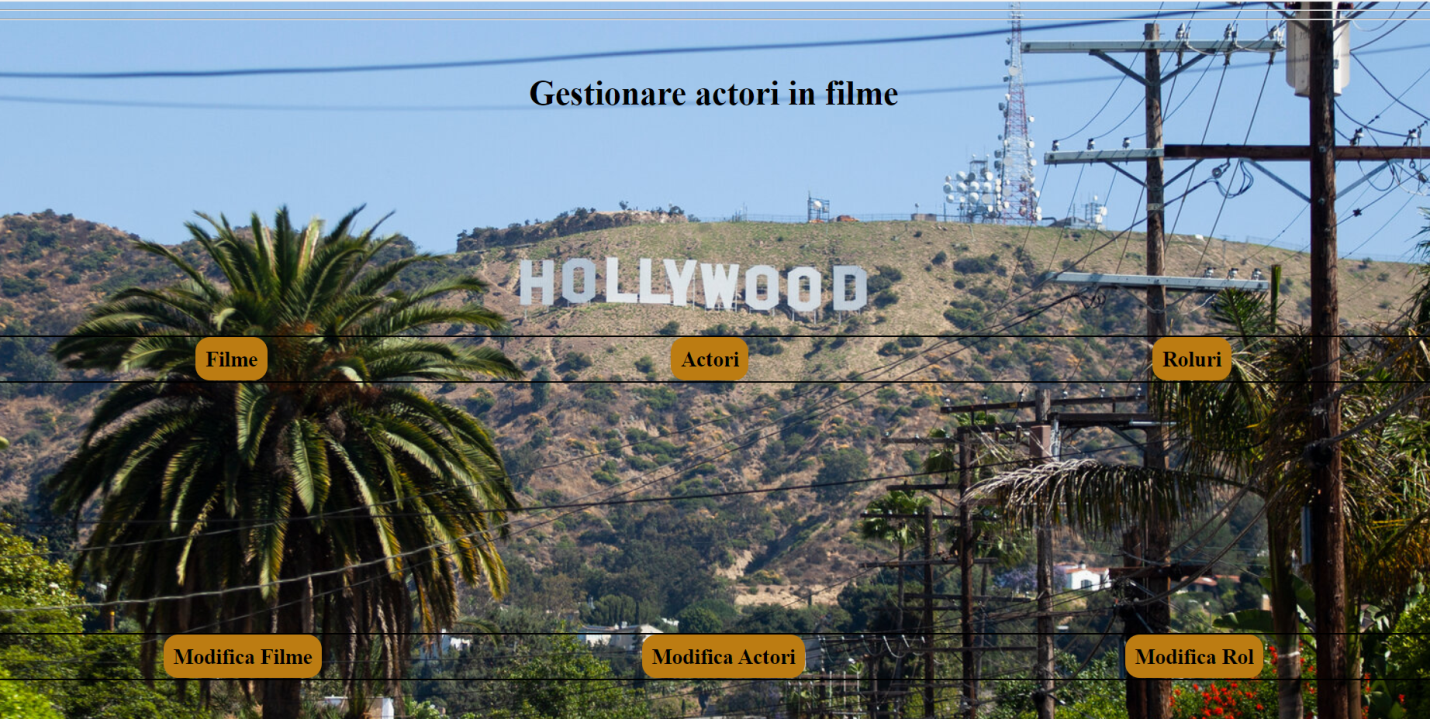 Gestionare actori in filme
HOLLYWOOD
Filme
Actori
Roluri
Modifica Filme
Modifica Actori
Modifica Rol